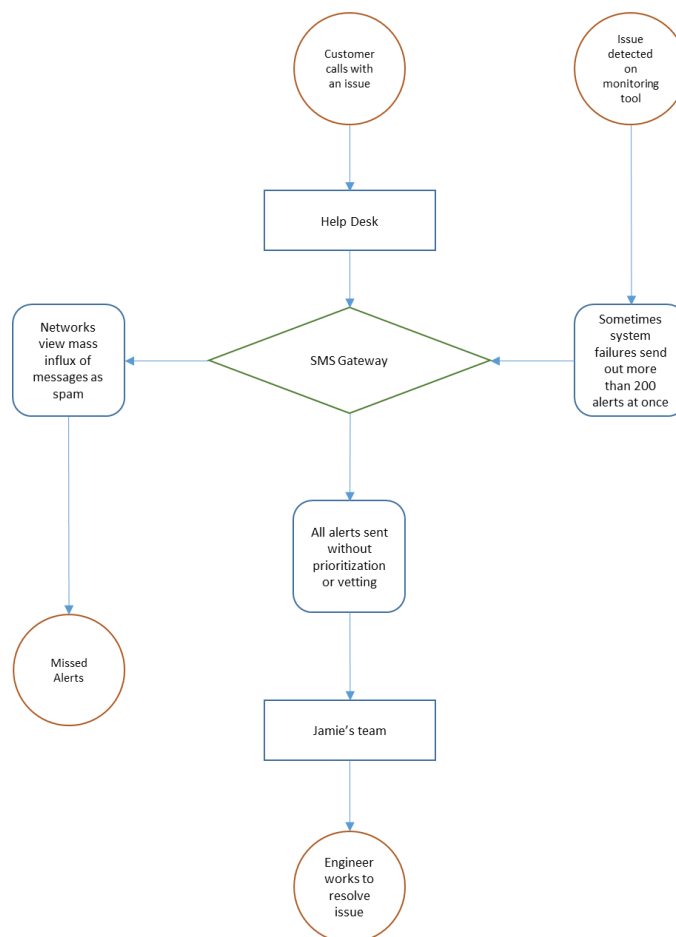 Customer
calls with
an issue
Issue
detected
on
monitoring
tool
Help Desk
Networks
view mass
influx of
messages as
spam
SMS Gateway
Sometimes
system
failures send
out more
than 200
alerts at once
All alerts sent
without
prioritization
or vetting
Missed
Alerts
Jamie’s team
Engineer
works to
resolve
issue